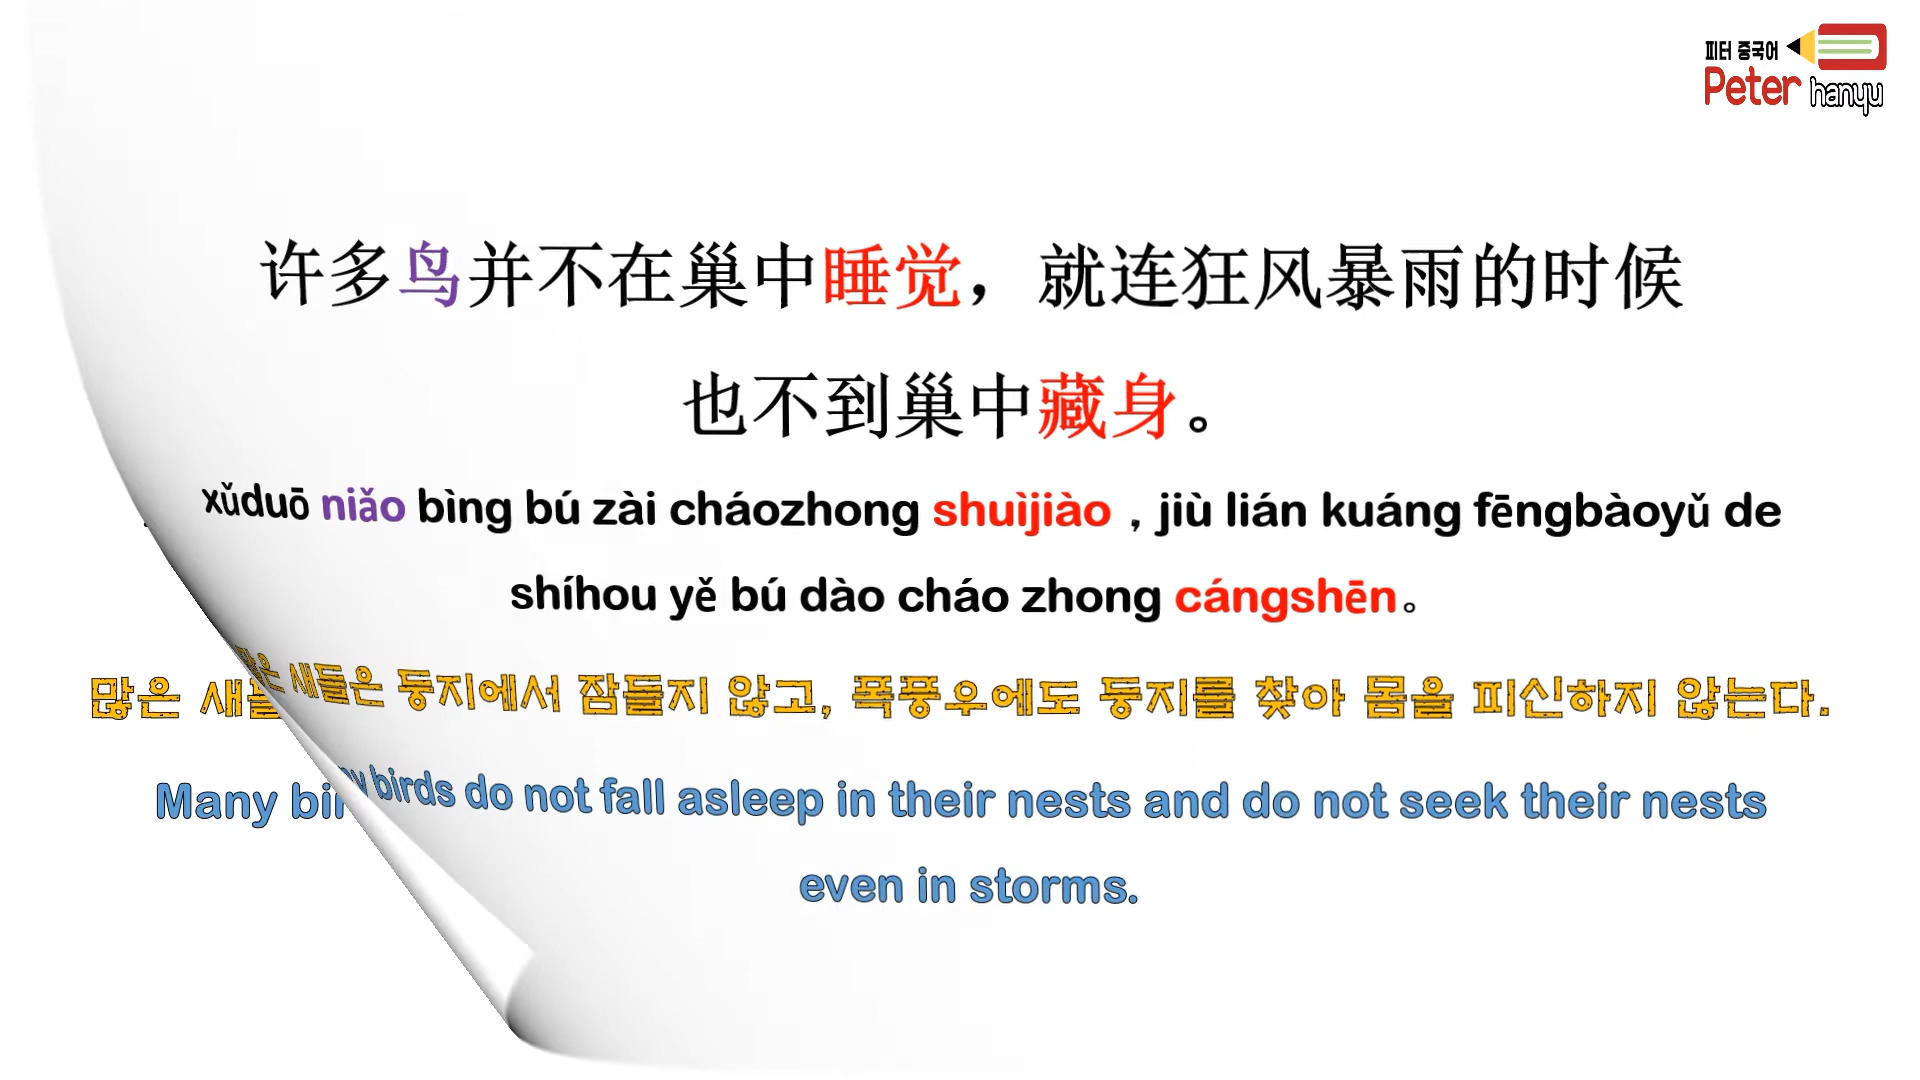 피터 중국어
Peter hanyu
许多鸟并不在巢中睡觉，就连狂风暴雨的时候
也不到巢中藏身。
xǔduō niǎo bìng bú zài cháozhong shuìjiào，jiù lián kuáng fēngbàoyǔ de
shíhou yě bú dào cháo zhong cángshēn。
많은 새들은 둥지에서 잠들지 않고, 폭풍우에도 둥지를 찾아 몸을 피신하지 않는다.
Many birds do not fall asleep in their nests and do not seek their nests
even in storms.